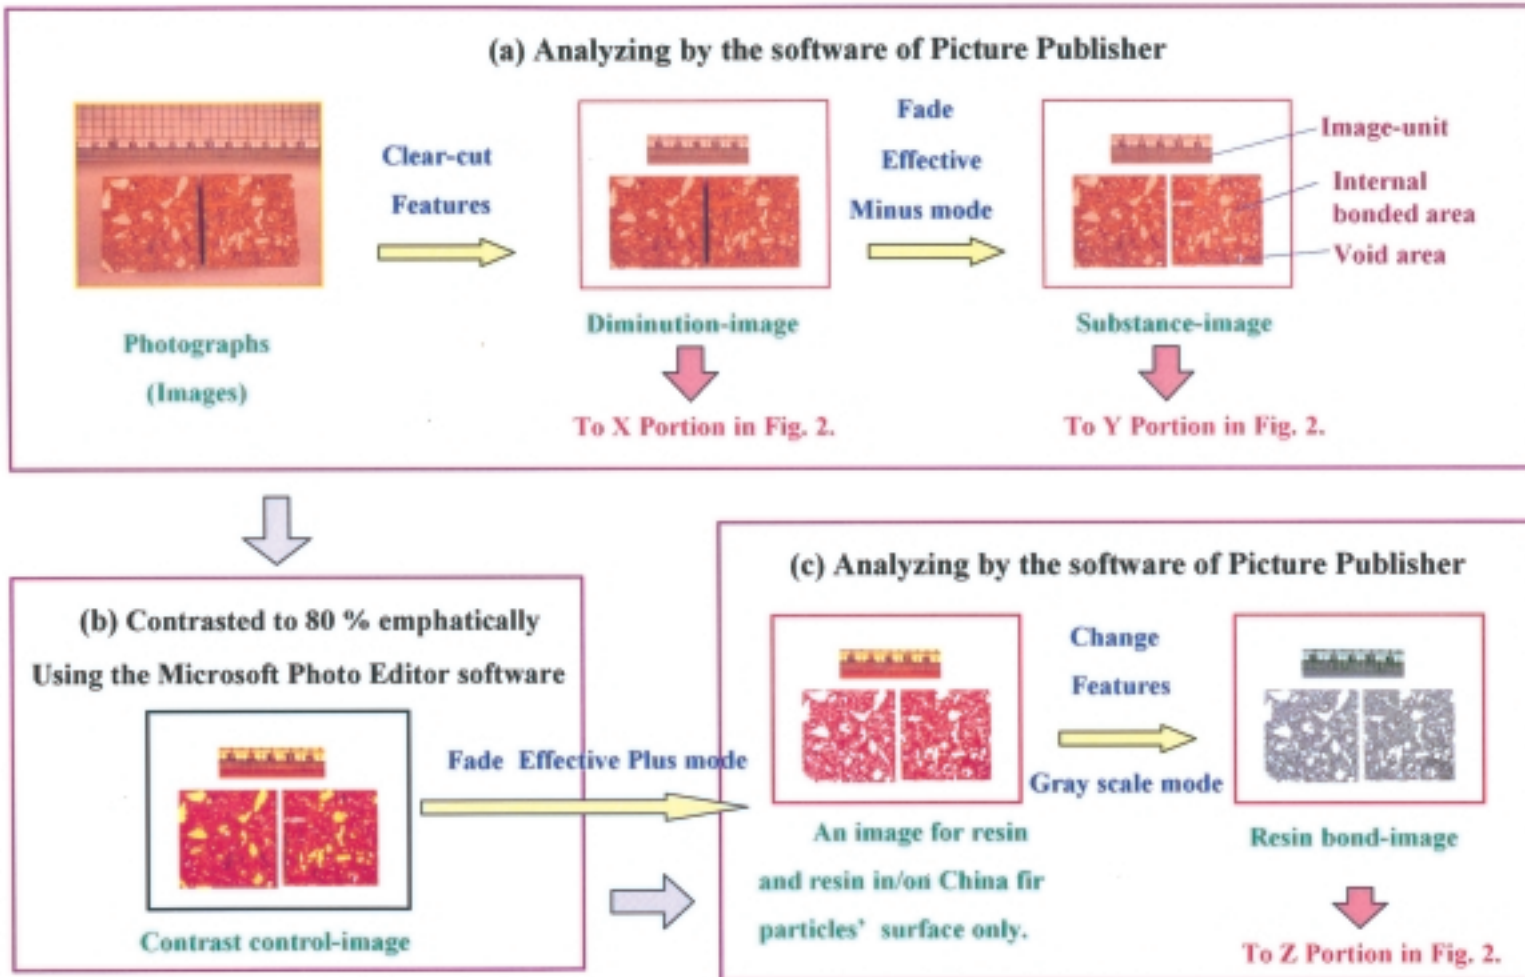 (a) Analyzing by the software of Picture Publisher
Clear-cut
Features
Fade
Effective
Minus mode
Image-unit
Internal
bonded area
Void area
Photographs
(Images)
Diminution-image
Substance-image
To X Portion in Fig. 2.
To Y Portion in Fig. 2.
(b) Contrasted to 80 % emphatically
Using the Microsoft Photo Editor software
Contrast control-image
Fade Effective Plus mode
(c) Analyzing by the software of Picture Publisher
Change
Features
Gray scale mode
An image for resin
and resin in/on China fir
particles' surface only.
Resin bond-image
To Z Portion in Fig. 2.